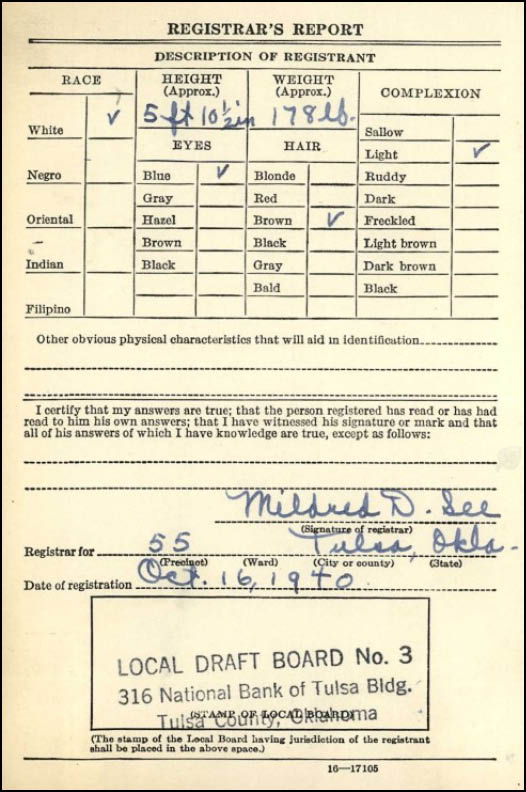 REGISTRAR'S REPORT
DESCRIPTION OF REGISTRANT
RACE
HEIGHT (Approx.)
WEIGHT (Approx.)
COMPLEXION
5 ft 10 ½ in
178 lb.
White ✓
EYES
HAIR
Sallow
Light ✓
Negro
Blue ✓
Blonde
Ruddy
Gray
Red
Dark
Oriental
Hazel
Brown ✓
Freckled
Brown
Black
Light brown
Indian
Black
Gray
Dark brown
Bald
Black
Filipino
Other obvious physical characteristics that will aid in identification
I certify that my answers are true; that the person registered has read or has had
read to him his own answers; that I have witnessed his signature or mark and that
all of his answers of which I have knowledge are true, except as follows:
Mildred D. See
(Signature of registrar)
Registrar for 55 Tulsa, Okla.
(Precinct) (Ward) (City or county) (State)
Date of registration Oct. 16, 1940
LOCAL DRAFT BOARD No. 3
316 National Bank of Tulsa Bldg.
(STAMP OF LOCAL BOARD)
Tulsa County, Oklahoma
(The stamp of the Local Board having jurisdiction of the registrant
shall be placed in the above space.)
16—17105